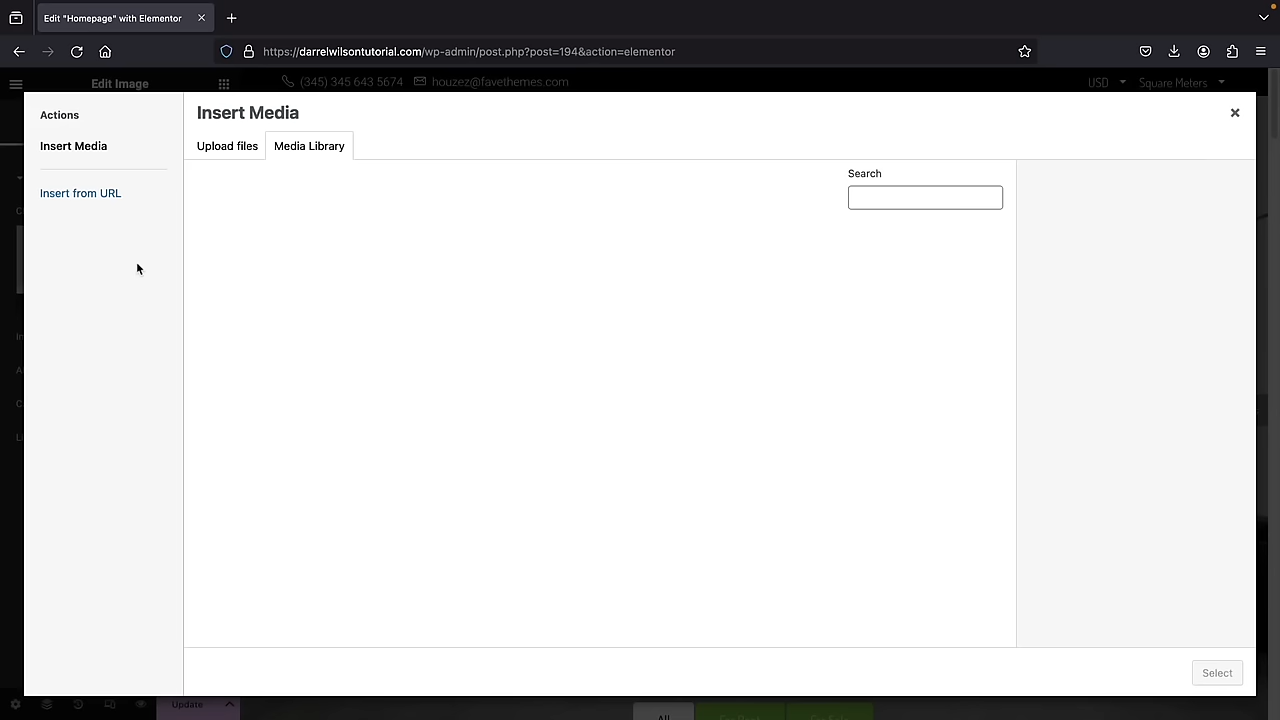 Edit "Homepage" with Elementor
https://darrelwilsontutorial.com/wp-admin/post.php?post=194&action=elementor
Edit Image
(345) 345 643 5674
houzez@favethemes.com
USD
Square Meters
Actions
Insert Media
Insert from URL
Insert Media
Upload files
Media Library
Search
Select
Update
All